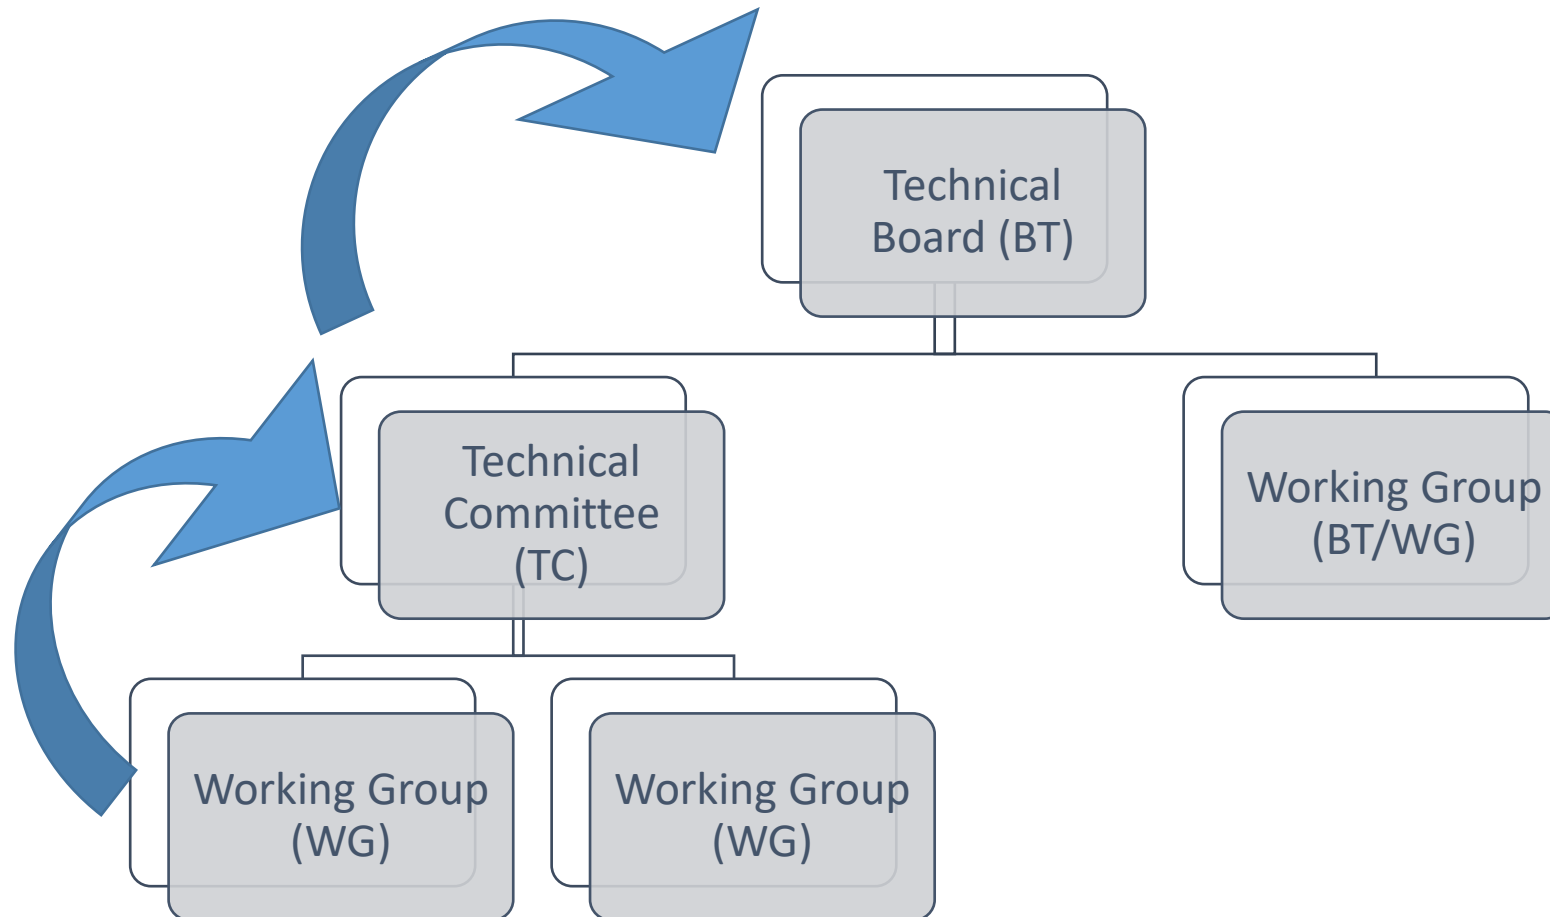 Technical
Board (BT)
Technical
Committee
(TC)
Working Group
(BT/WG)
Working Group
(WG)
Working Group
(WG)